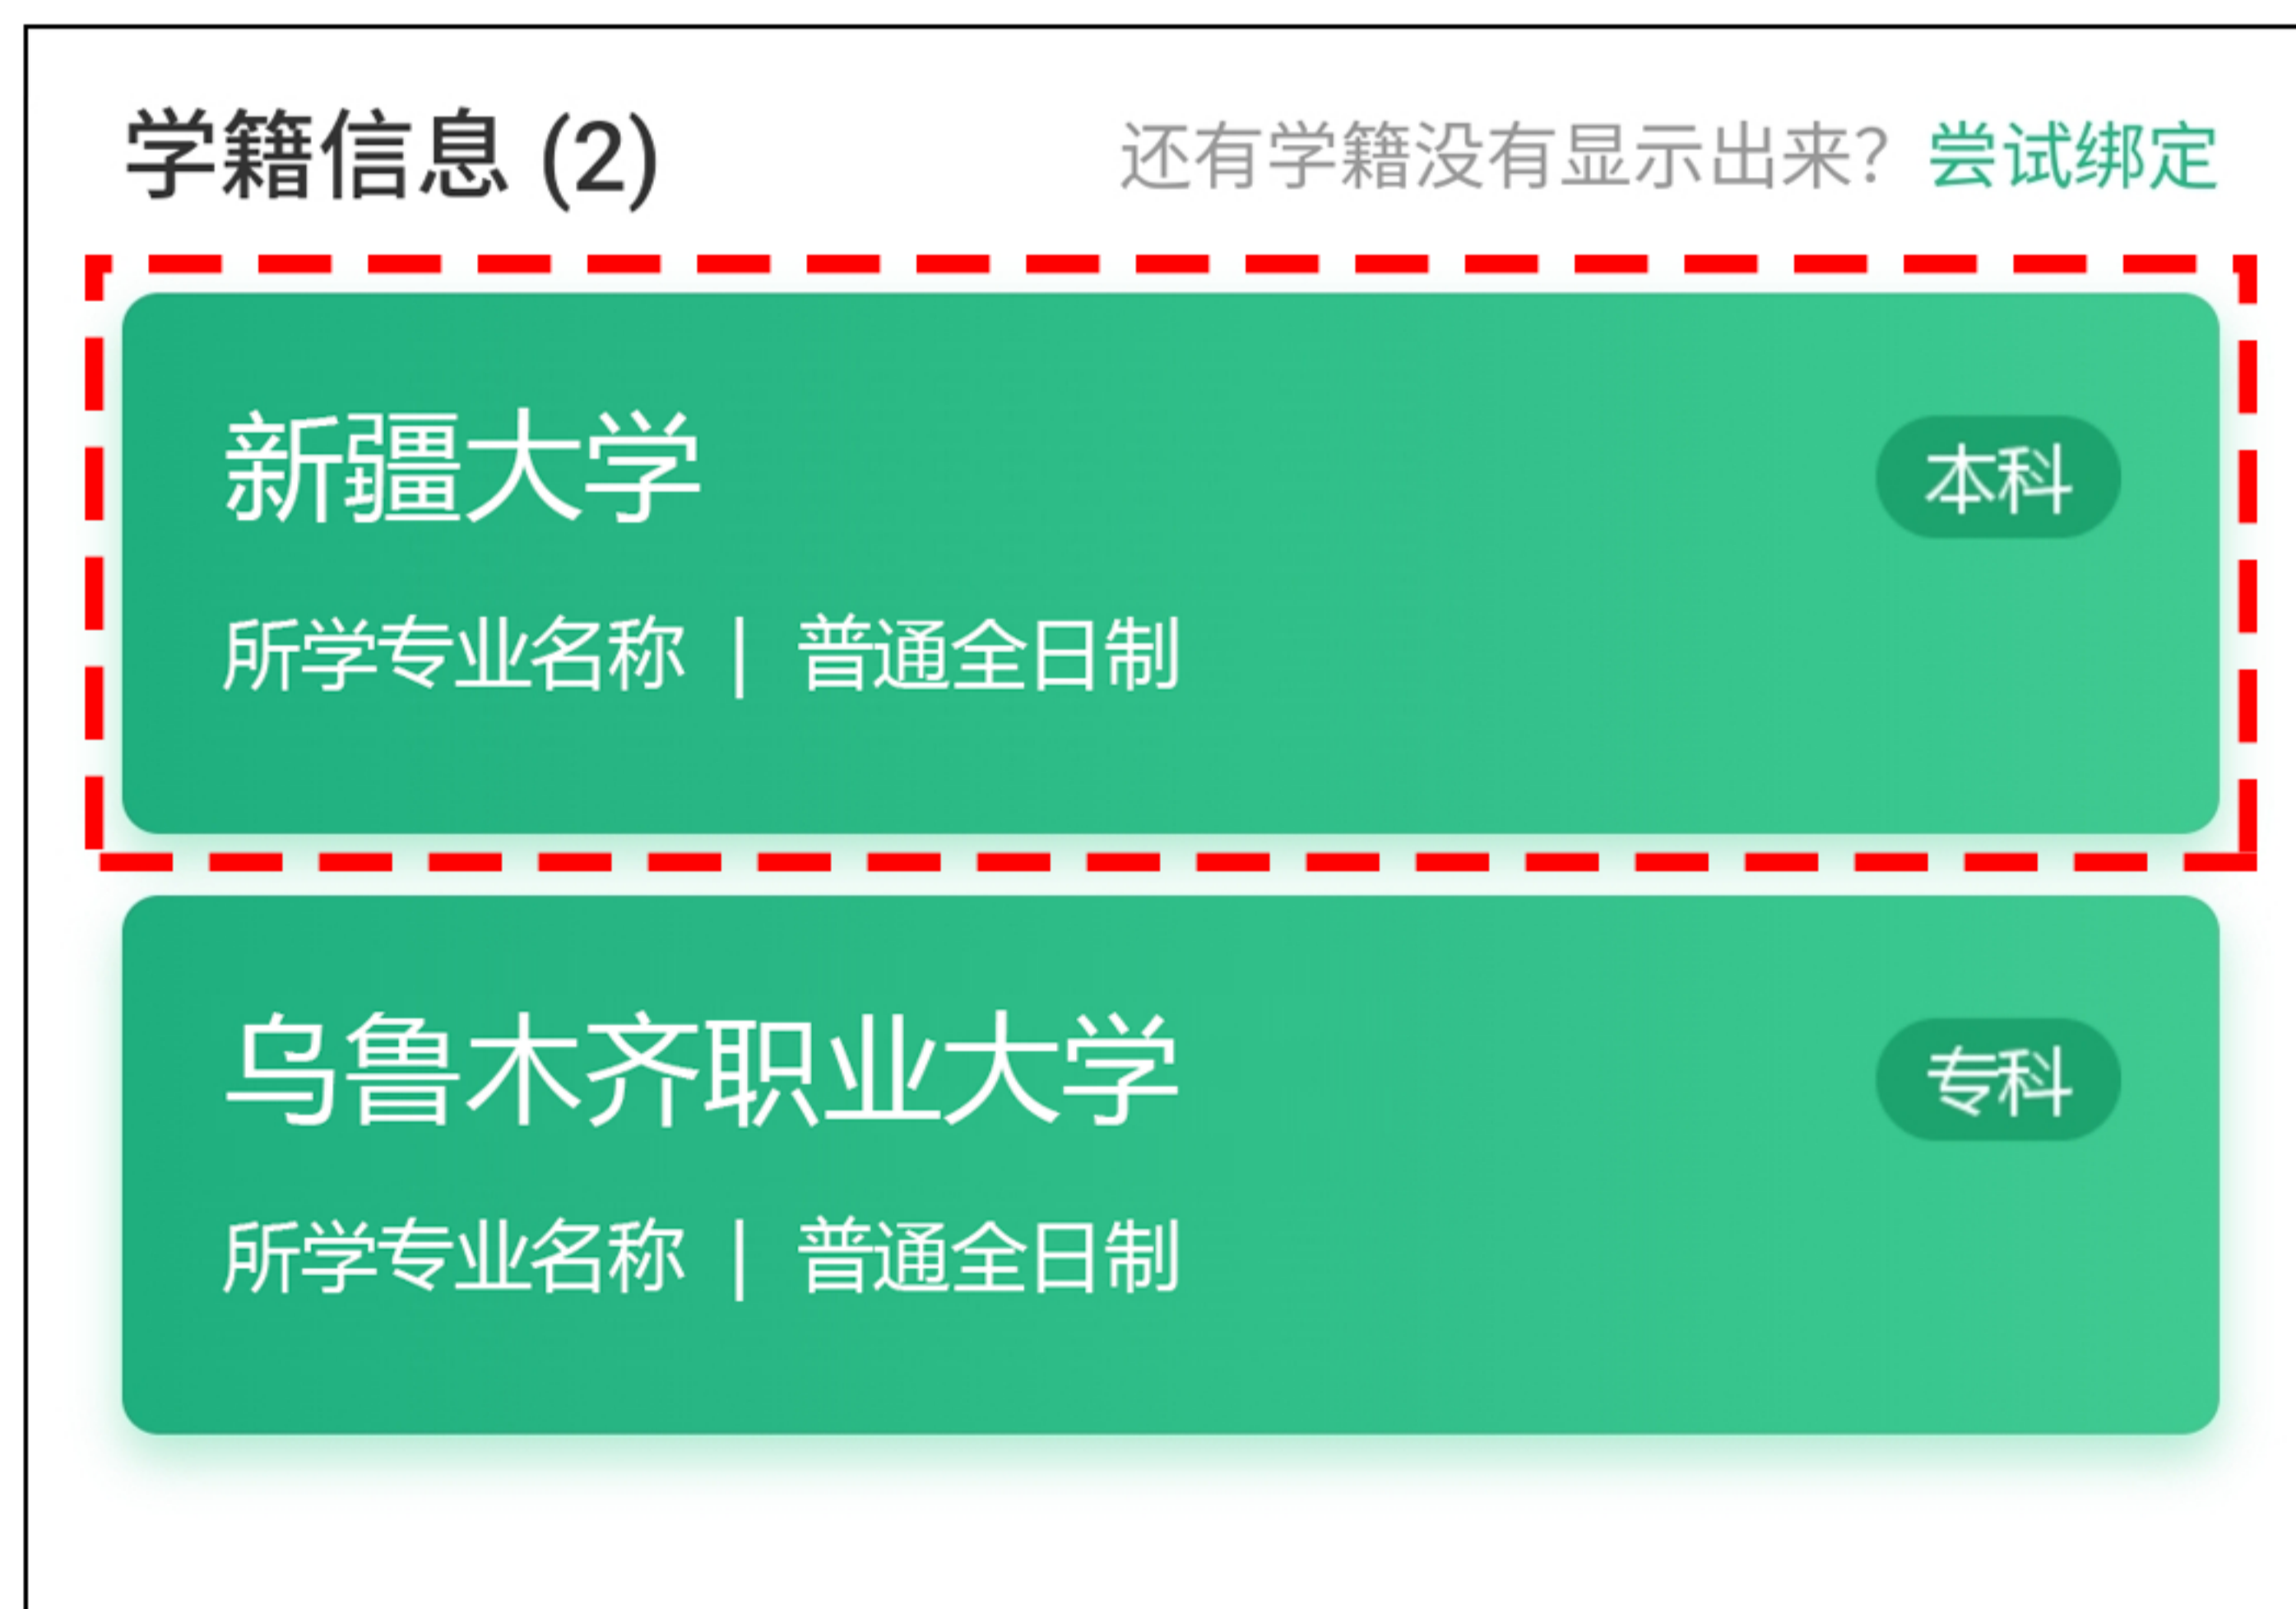 学籍信息 (2)
还有学籍没有显示出来？尝试绑定
新疆大学
本科
所学专业名称 | 普通全日制
乌鲁木齐职业大学
专科
所学专业名称 | 普通全日制